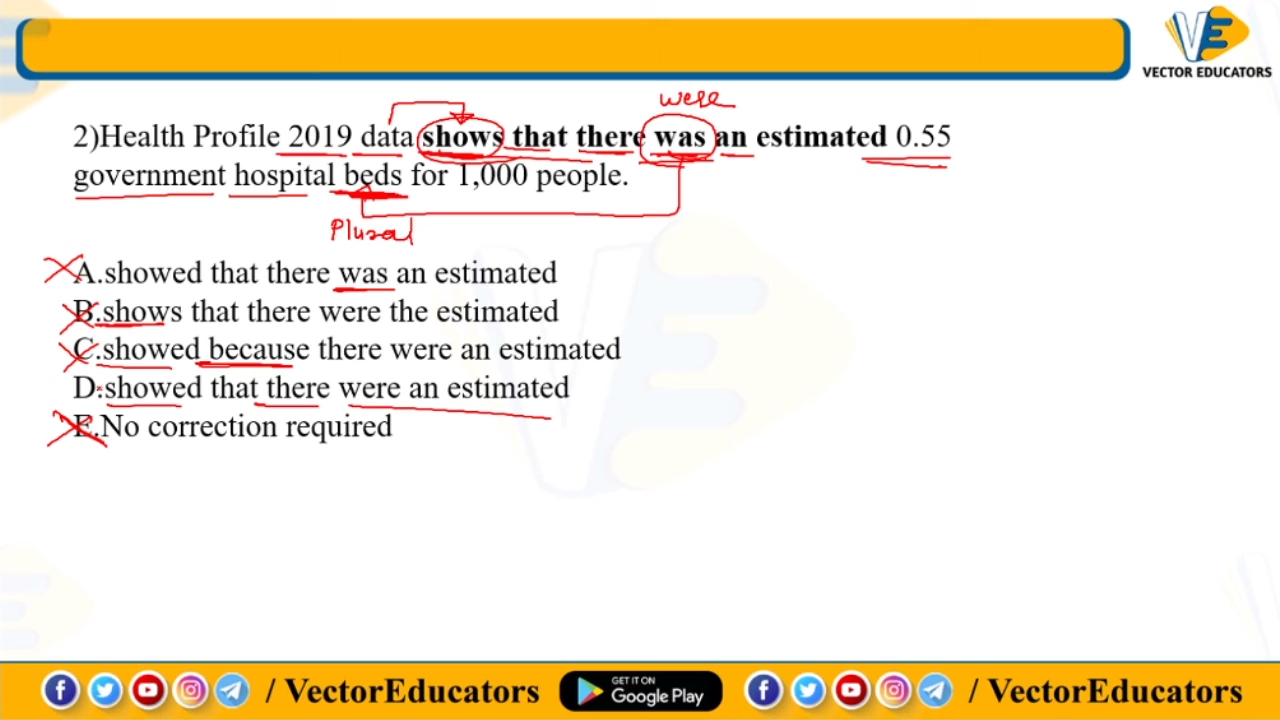 VE
VECTOR EDUCATORS
were
2)Health Profile 2019 data shows that there was an estimated 0.55
government hospital beds for 1,000 people.
Plural
A.showed that there was an estimated
B.shows that there were the estimated
C.showed because there were an estimated
D.showed that there were an estimated
E.No correction required
/ VectorEducators
GET IT ON
Google Play
/ VectorEducators